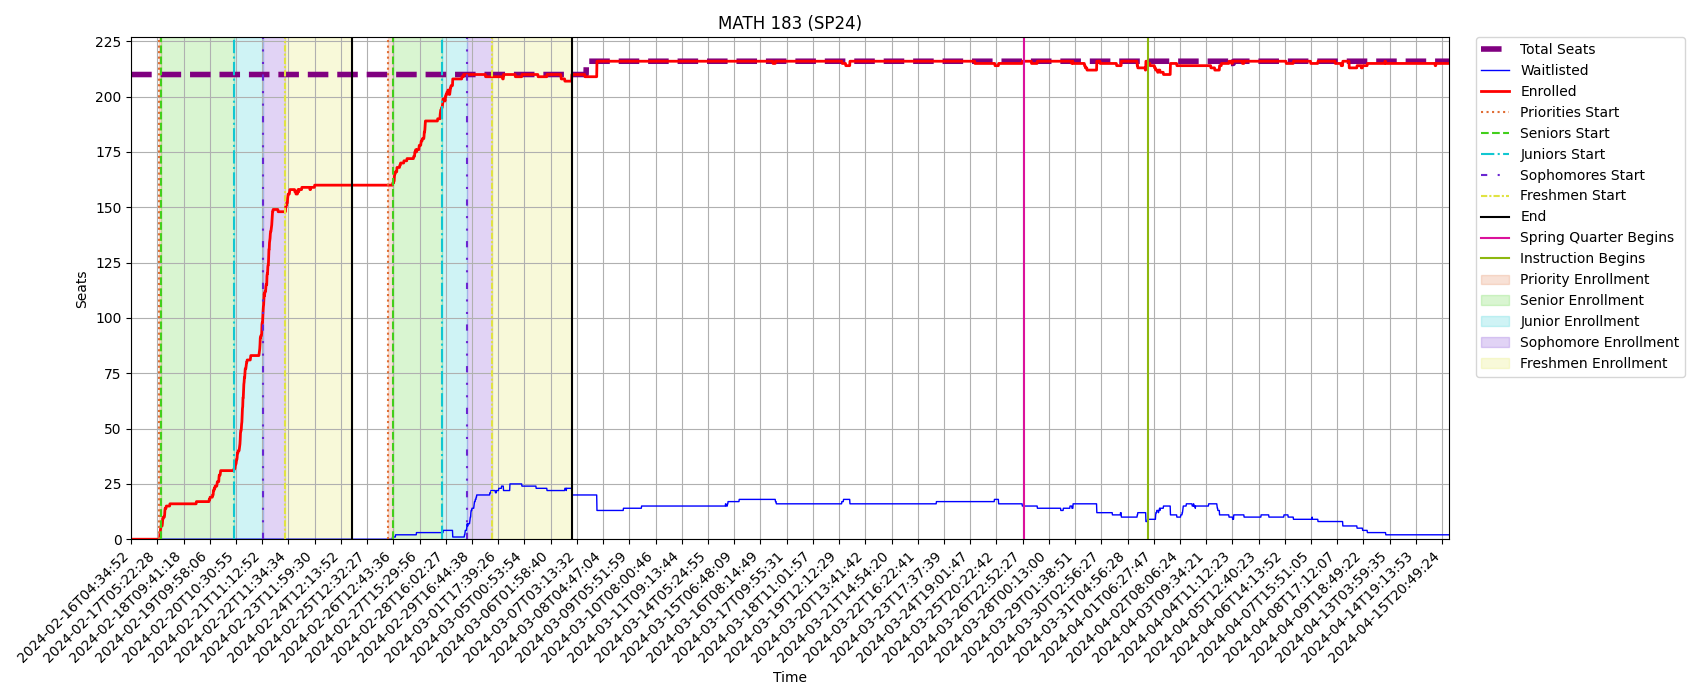 MATH 183 (SP24)
Seats
225
200
175
150
125
100
75
50
25
0
2024-02-16T04:34:52
2024-02-17T05:22:28
2024-02-18T09:41:18
2024-02-19T19:58:06
2024-02-20T10:30:55
2024-02-21T11:12:52
2024-02-22T11:34:34
2024-02-23T11:59:30
2024-02-24T12:13:52
2024-02-25T12:32:27
2024-02-26T12:43:36
2024-02-27T15:29:56
2024-02-28T16:02:27
2024-02-29T16:44:38
2024-03-01T17:39:26
2024-03-05T00:53:54
2024-03-06T01:58:40
2024-03-07T03:13:32
2024-03-08T04:47:04
2024-03-09T05:51:59
2024-03-10T08:00:46
2024-03-11T09:13:44
2024-03-14T05:24:55
2024-03-15T06:48:09
2024-03-16T08:14:49
2024-03-17T09:55:31
2024-03-18T11:01:57
2024-03-19T12:12:29
2024-03-20T13:41:42
2024-03-21T14:54:20
2024-03-22T16:22:41
2024-03-23T17:37:39
2024-03-24T19:01:47
2024-03-25T20:22:42
2024-03-26T22:52:27
2024-03-28T00:13:00
2024-03-29T01:38:51
2024-03-30T02:56:27
2024-03-31T04:56:28
2024-04-01T06:27:47
2024-04-02T08:06:24
2024-04-03T09:34:21
2024-04-04T11:12:23
2024-04-05T12:40:23
2024-04-06T14:13:52
2024-04-07T15:51:05
2024-04-08T17:12:07
2024-04-09T18:49:22
2024-04-13T03:59:35
2024-04-14T19:13:53
2024-04-15T20:49:24
Time
Total Seats
Waitlisted
Enrolled
Priorities Start
Seniors Start
Juniors Start
Sophomores Start
Freshmen Start
End
Spring Quarter Begins
Instruction Begins
Priority Enrollment
Senior Enrollment
Junior Enrollment
Sophomore Enrollment
Freshmen Enrollment